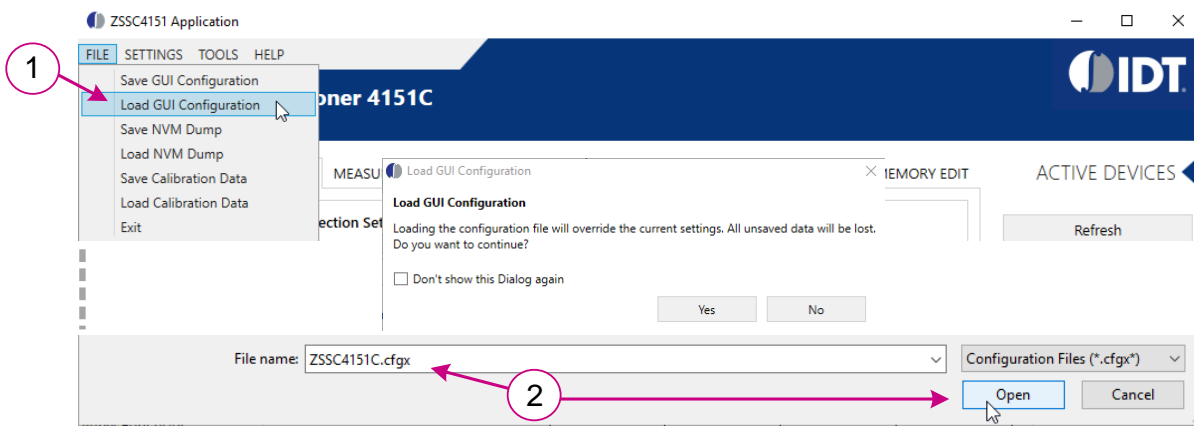 ZSSC4151 Application
FILE SETTINGS TOOLS HELP
IDT.
1
Save GUI Configuration
Load GUI Configuration
oner 4151C
Save NVM Dump
Load NVM Dump
Save Calibration Data
Load Calibration Data
Exit
MEASU
Load GUI Configuration
MEMORY EDIT
ACTIVE DEVICES
Load GUI Configuration
ection Set
Loading the configuration file will override the current settings. All unsaved data will be lost.
Do you want to continue?
Refresh
Don't show this Dialog again
Yes No
File name: ZSSC4151C.cfgx
Configuration Files (*.cfgx*)
2
Open Cancel